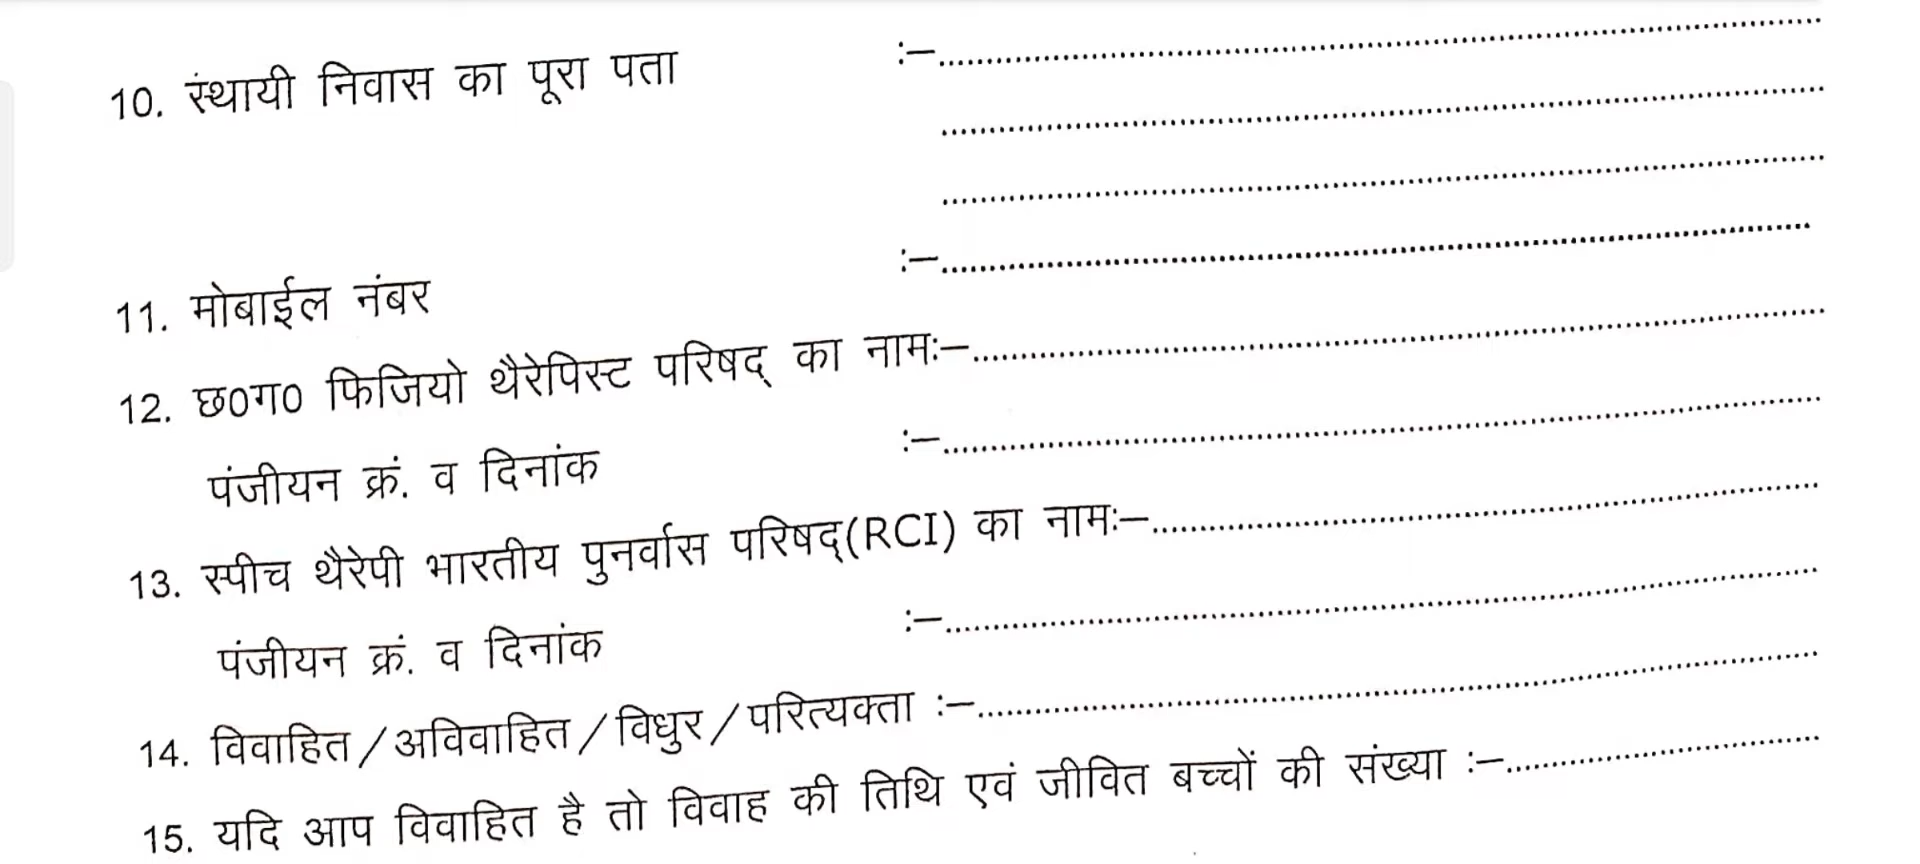 10. स्थायी निवास का पूरा पता :–..........................................................................
..........................................................................
..........................................................................
11. मोबाईल नंबर :–..........................................................................
12. छ0ग0 फिजियो थैरेपिस्ट परिषद् का नामः–..........................................................................
पंजीयन क्रं. व दिनांक :–..........................................................................
13. स्पीच थैरेपी भारतीय पुनर्वास परिषद्(RCI) का नामः–............................................................
पंजीयन क्रं. व दिनांक :–..........................................................................
14. विवाहित/अविवाहित/विधुर/परित्यक्ता :–..........................................................................
15. यदि आप विवाहित है तो विवाह की तिथि एवं जीवित बच्चों की संख्या :–..............................